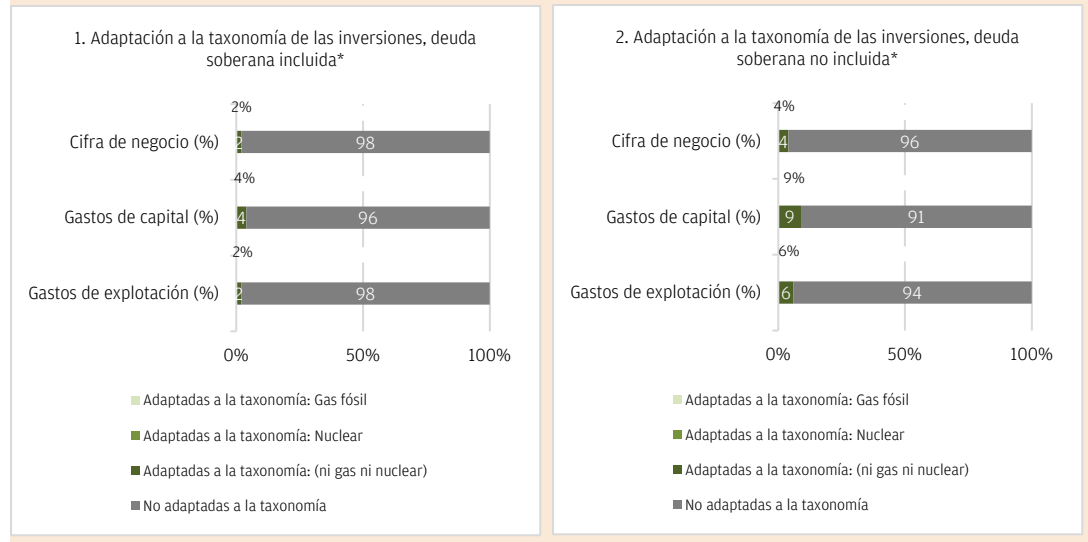 1. Adaptación a la taxonomía de las inversiones, deuda
soberana incluida*
2%
Cifra de negocio (%)
2
98
4%
Gastos de capital (%)
4
96
2%
Gastos de explotación (%)
2
98
0%
50%
100%
Adaptadas a la taxonomía: Gas fósil
Adaptadas a la taxonomía: Nuclear
Adaptadas a la taxonomía: (ni gas ni nuclear)
No adaptadas a la taxonomía
2. Adaptación a la taxonomía de las inversiones, deuda
soberana no incluida*
4%
Cifra de negocio (%)
4
96
9%
Gastos de capital (%)
9
91
6%
Gastos de explotación (%)
6
94
0%
50%
100%
Adaptadas a la taxonomía: Gas fósil
Adaptadas a la taxonomía: Nuclear
Adaptadas a la taxonomía: (ni gas ni nuclear)
No adaptadas a la taxonomía